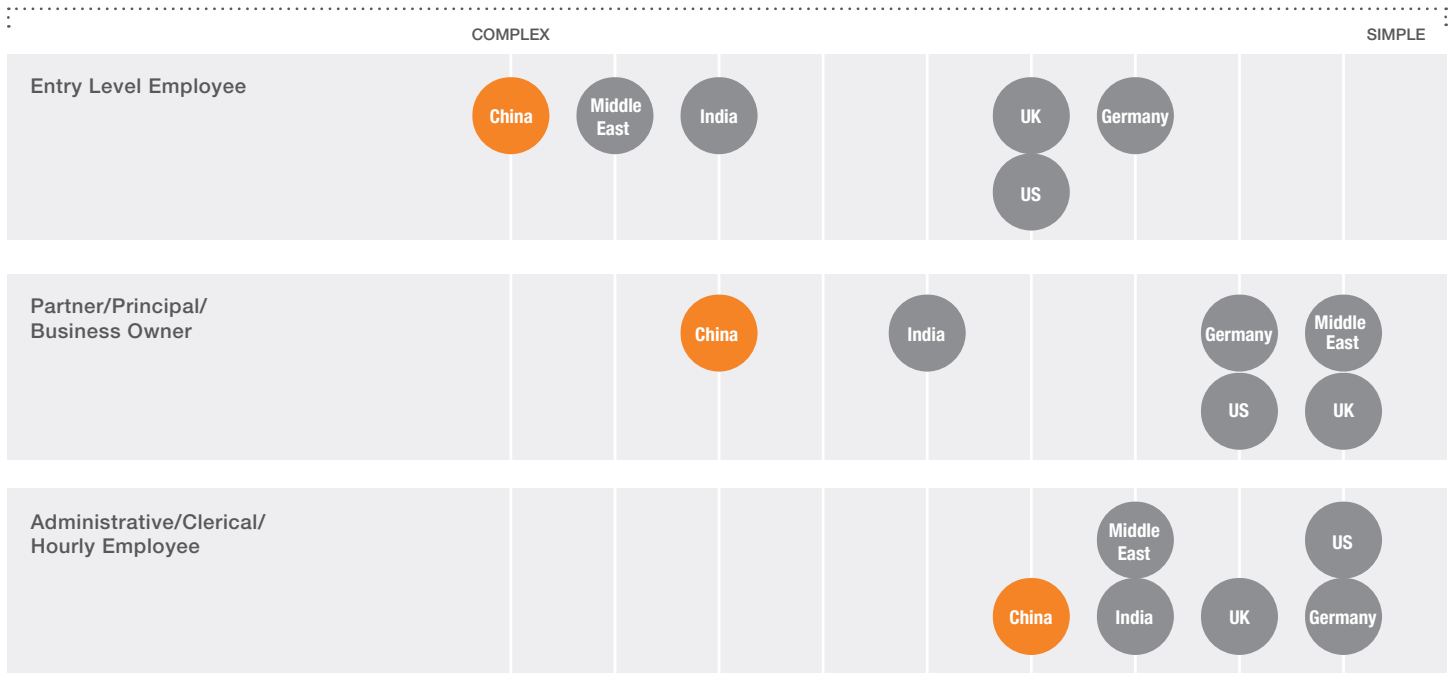 COMPLEX
SIMPLE
Entry Level Employee
China
Middle
East
India
UK
Germany
US
Partner/Principal/
Business Owner
China
India
Germany
Middle
East
US
UK
Administrative/Clerical/
Hourly Employee
Middle
East
US
China
India
UK
Germany